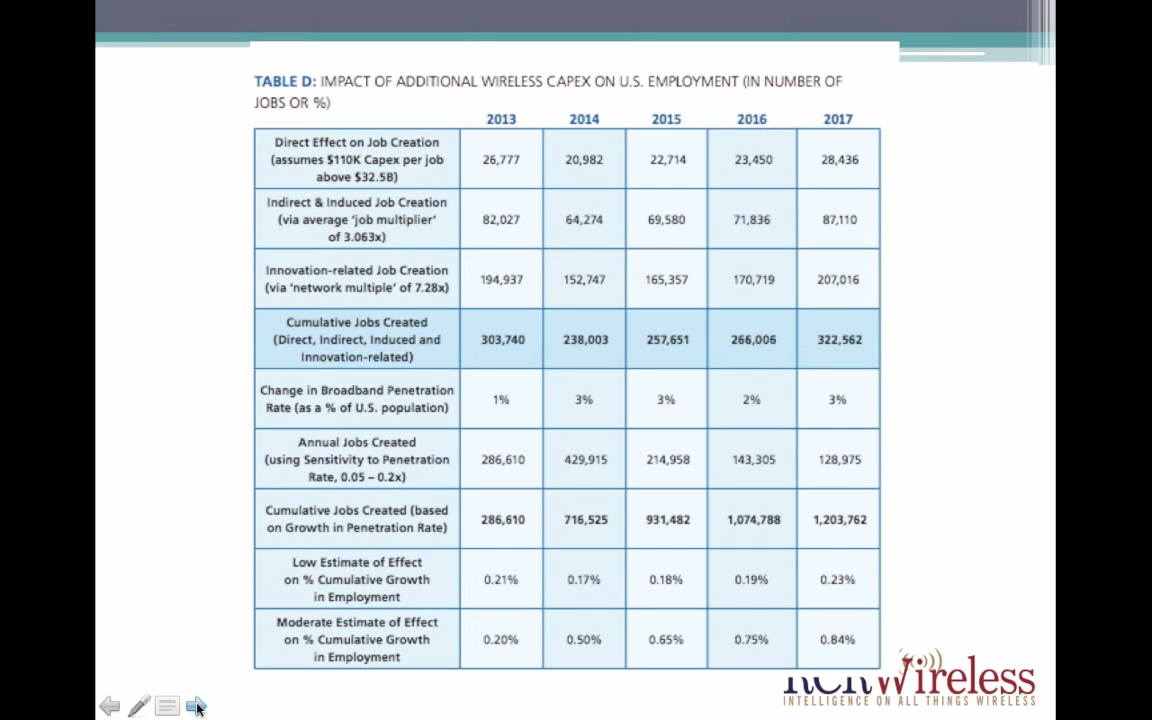 TABLE D: IMPACT OF ADDITIONAL WIRELESS CAPEX ON U.S. EMPLOYMENT (IN NUMBER OF
JOBS OR %)
2013 2014 2015 2016 2017
Direct Effect on Job Creation
(assumes $110K Capex per job
above $32.5B)
26,777 20,982 22,714 23,450 28,436
Indirect & Induced Job Creation
(via average 'job multiplier'
of 3.063x)
82,027 64,274 69,580 71,836 87,110
Innovation-related Job Creation
(via 'network multiple' of 7.28x)
194,937 152,747 165,357 170,719 207,016
Cumulative Jobs Created
(Direct, Indirect, Induced and
Innovation-related)
303,740 238,003 257,651 266,006 322,562
Change in Broadband Penetration
Rate (as a % of U.S. population)
1% 3% 3% 2% 3%
Annual Jobs Created
(using Sensitivity to Penetration
Rate, 0.05 – 0.2x)
286,610 429,915 214,958 143,305 128,975
Cumulative Jobs Created (based
on Growth in Penetration Rate)
286,610 716,525 931,482 1,074,788 1,203,762
Low Estimate of Effect
on % Cumulative Growth
in Employment
0.21% 0.17% 0.18% 0.19% 0.23%
Moderate Estimate of Effect
on % Cumulative Growth
in Employment
0.20% 0.50% 0.65% 0.75% 0.84%
RCRWireless
INTELLIGENCE ON ALL THINGS WIRELESS